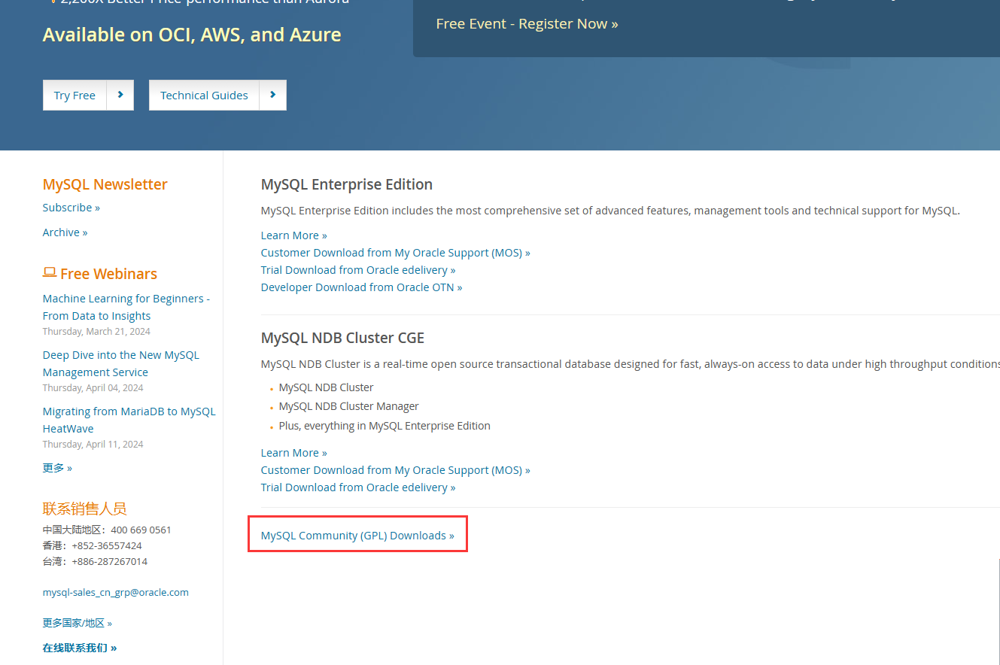 2,200X Better Price-performance than Aurora
Available on OCI, AWS, and Azure
Free Event - Register Now »
Try Free
Technical Guides
MySQL Newsletter
Subscribe »
Archive »
Free Webinars
Machine Learning for Beginners -
From Data to Insights
Thursday, March 21, 2024
Deep Dive into the New MySQL
Management Service
Thursday, April 04, 2024
Migrating from MariaDB to MySQL
HeatWave
Thursday, April 11, 2024
更多 »
联系销售人员
中国大陆地区：400 669 0561
香港：+852-36557424
台湾：+886-287267014
mysql-sales_cn_grp@oracle.com
更多国家/地区 »
在线联系我们 »
MySQL Enterprise Edition
MySQL Enterprise Edition includes the most comprehensive set of advanced features, management tools and technical support for MySQL.
Learn More »
Customer Download from My Oracle Support (MOS) »
Trial Download from Oracle edelivery »
Developer Download from Oracle OTN »
MySQL NDB Cluster CGE
MySQL NDB Cluster is a real-time open source transactional database designed for fast, always-on access to data under high throughput conditions
MySQL NDB Cluster
MySQL NDB Cluster Manager
Plus, everything in MySQL Enterprise Edition
Learn More »
Customer Download from My Oracle Support (MOS) »
Trial Download from Oracle edelivery »
MySQL Community (GPL) Downloads »